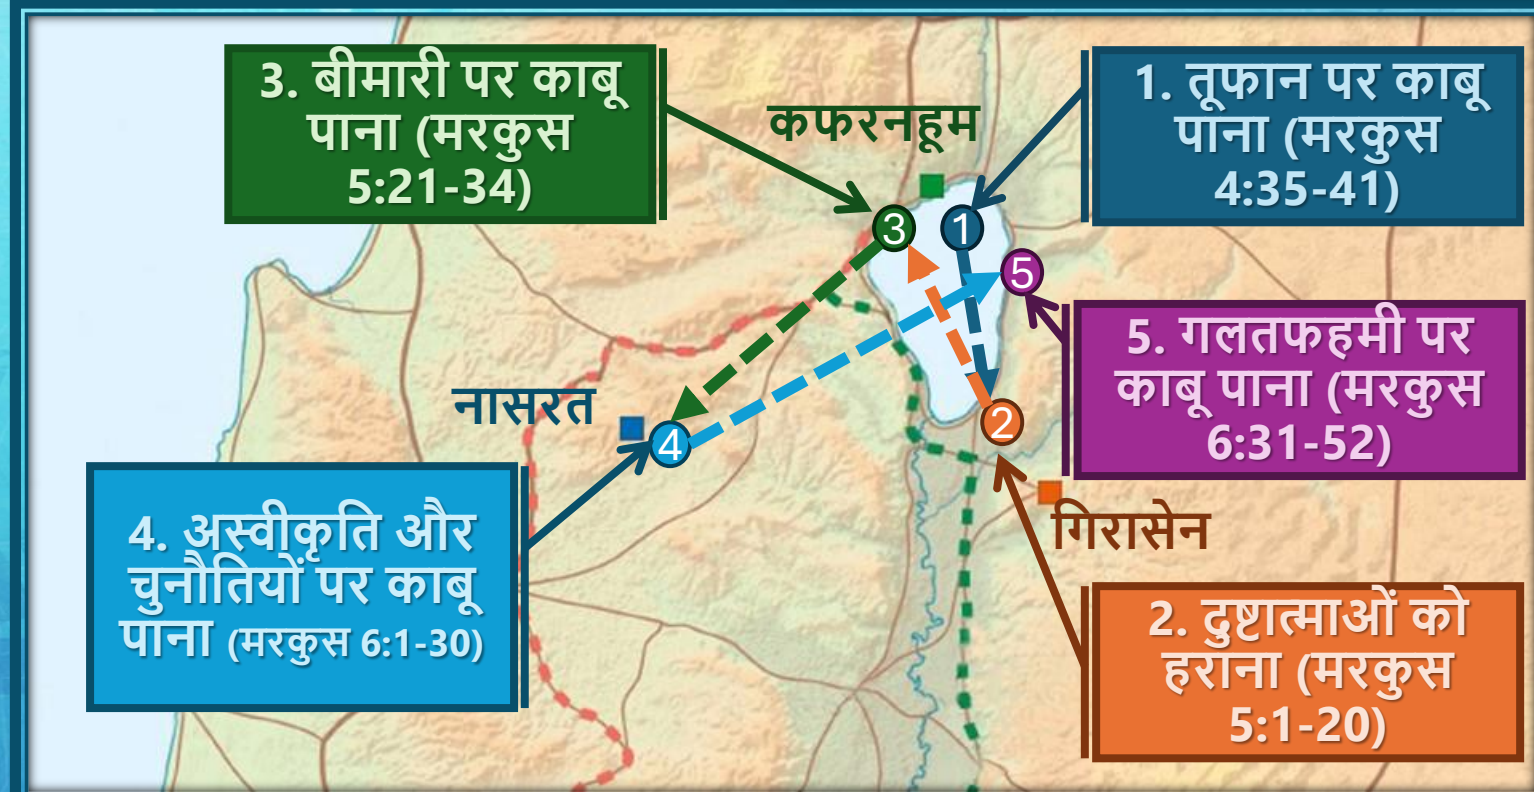 3. बीमारी पर काबू
पाना (मरकुस
5:21-34)
कफरनहूम
1. तूफान पर काबू
पाना (मरकुस
4:35-41)
3
1
5
5. गलतफहमी पर
काबू पाना (मरकुस
6:31-52)
नासरत
4
2
4. अस्वीकृति और
चुनौतियों पर काबू
पाना (मरकुस 6:1-30)
गिरासेन
2. दुष्टात्माओं को
हराना (मरकुस
5:1-20)